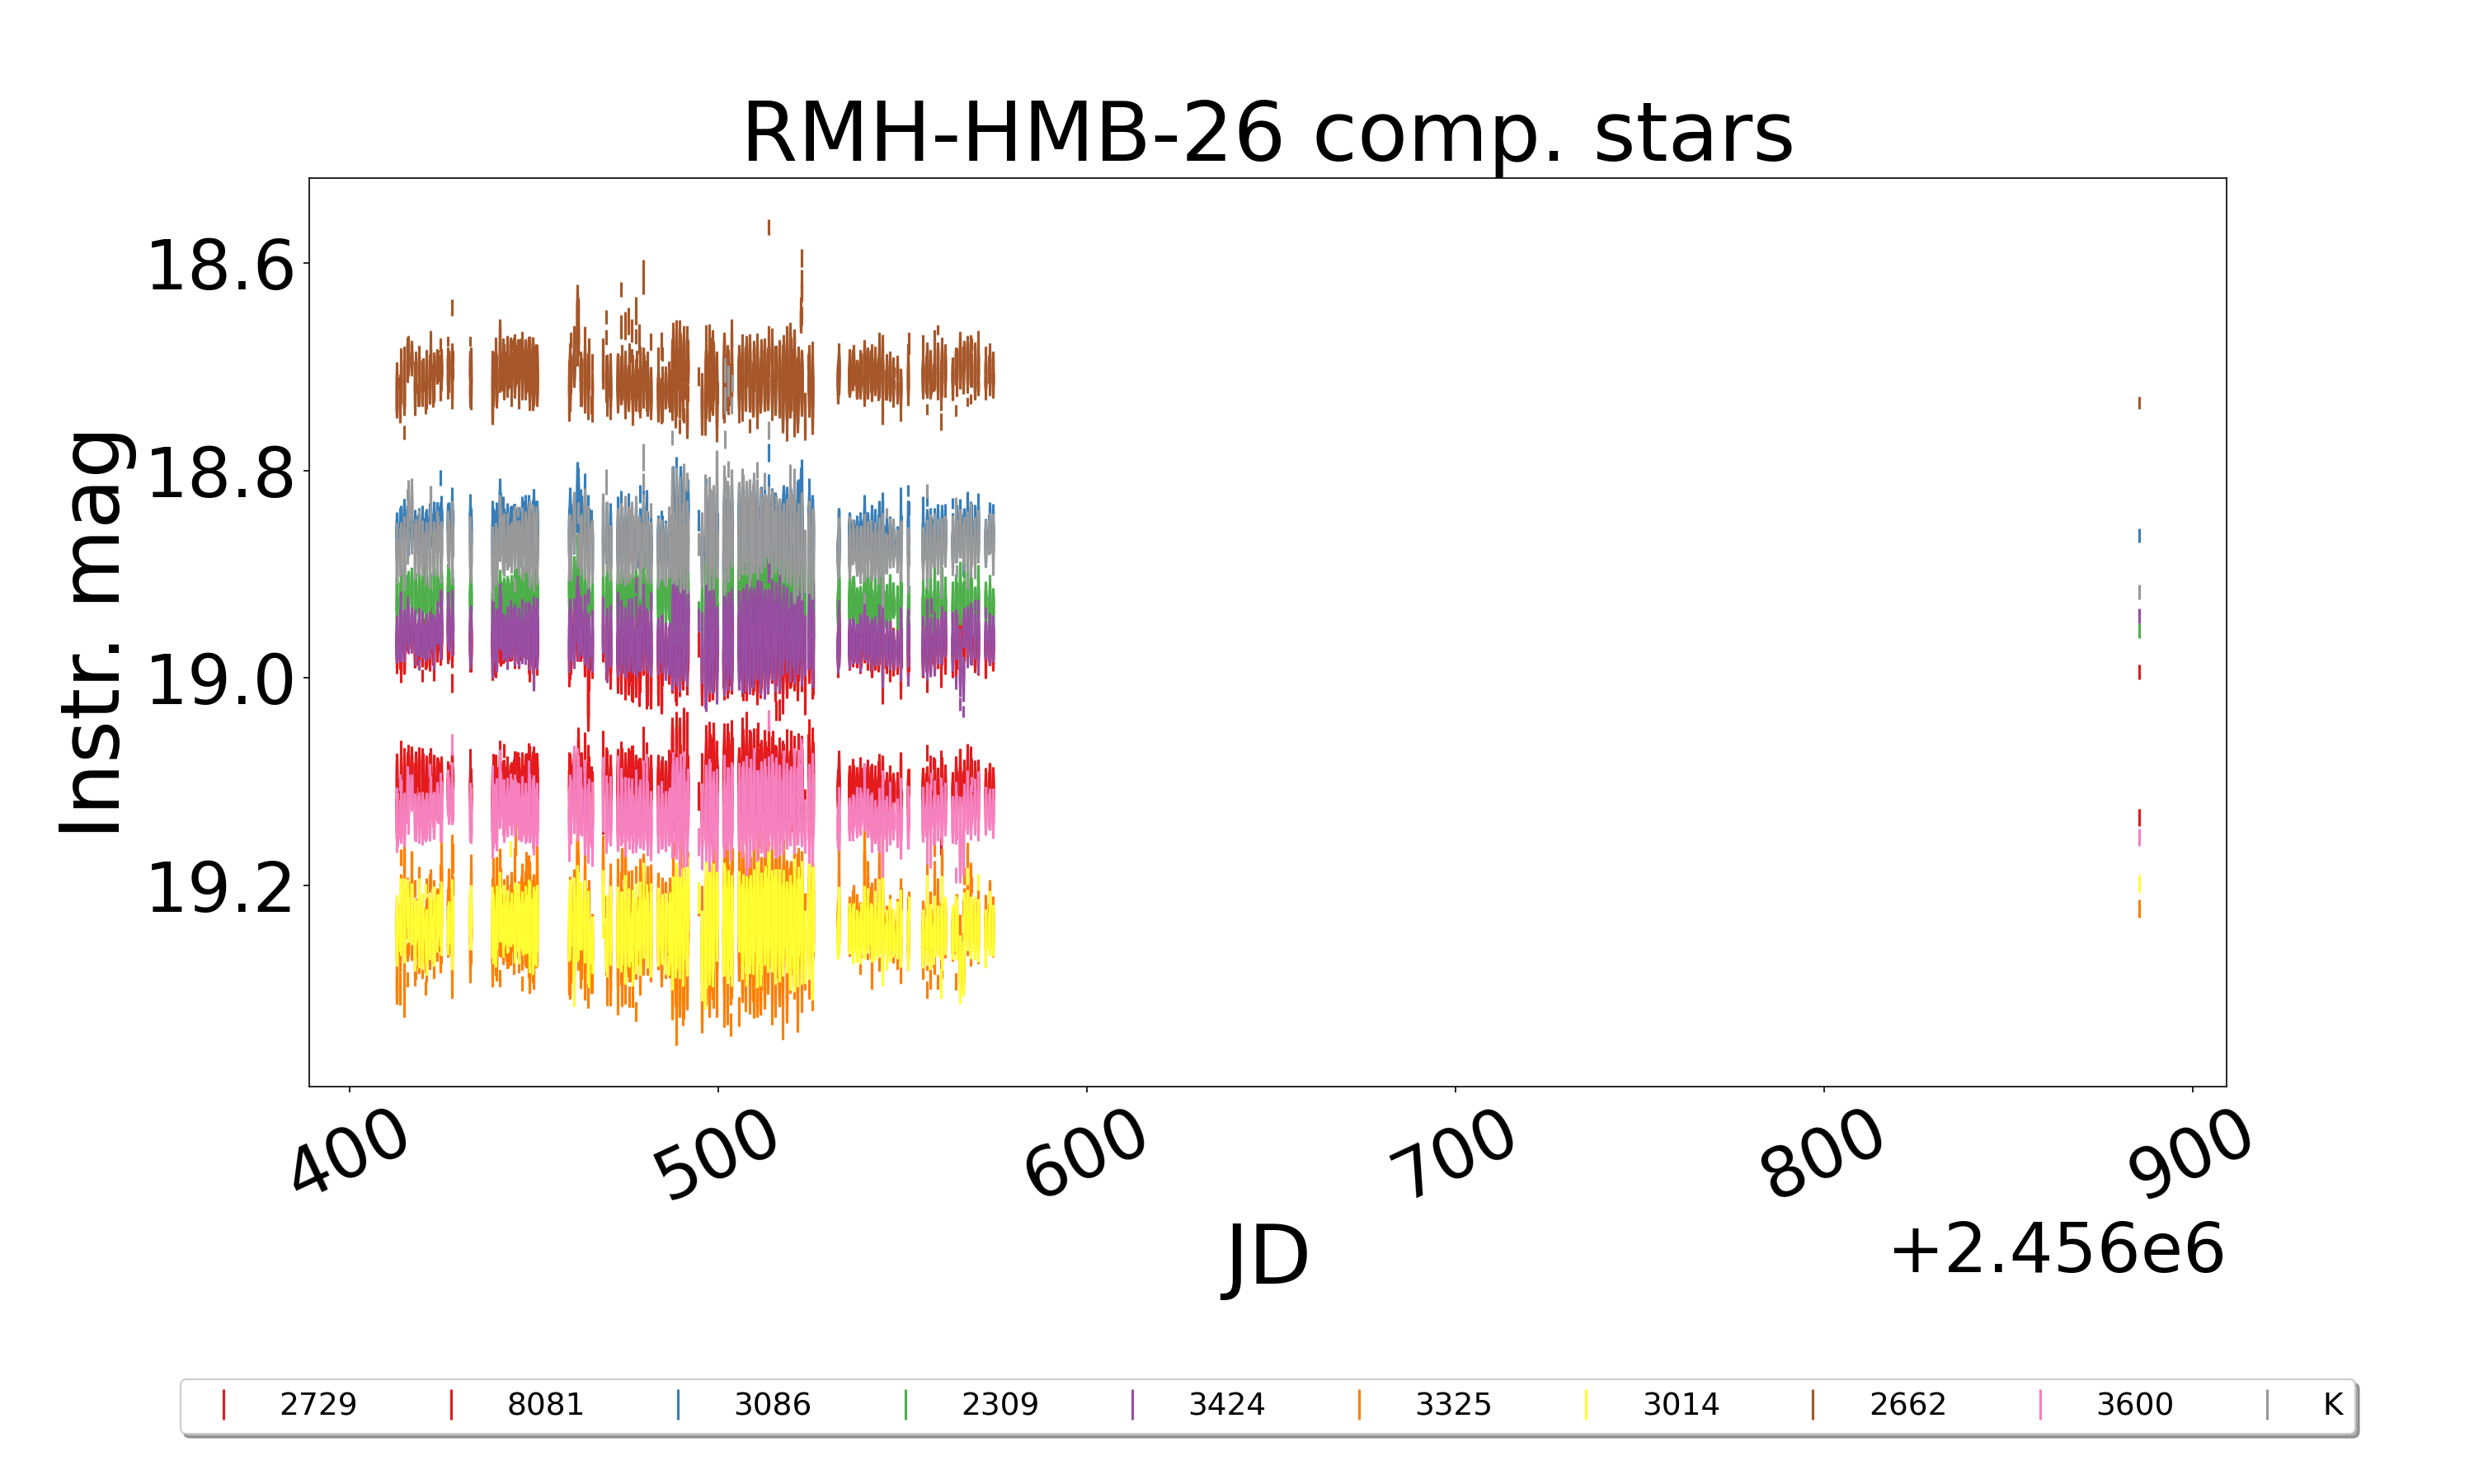 RMH-HMB-26 comp. stars
Instr. mag
18.6
18.8
19.0
19.2
400 500 600 700 800 900
JD
+2.456e6
2729 8081 3086 2309 3424 3325 3014 2662 3600 K